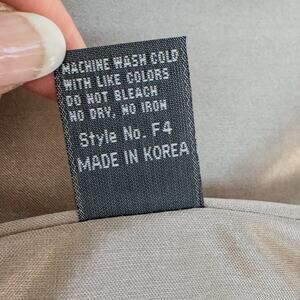 MACHINE WASH COLD
WITH LIKE COLORS
DO NOT BLEACH
NO DRY, NO IRON
Style No. F4
MADE IN KOREA